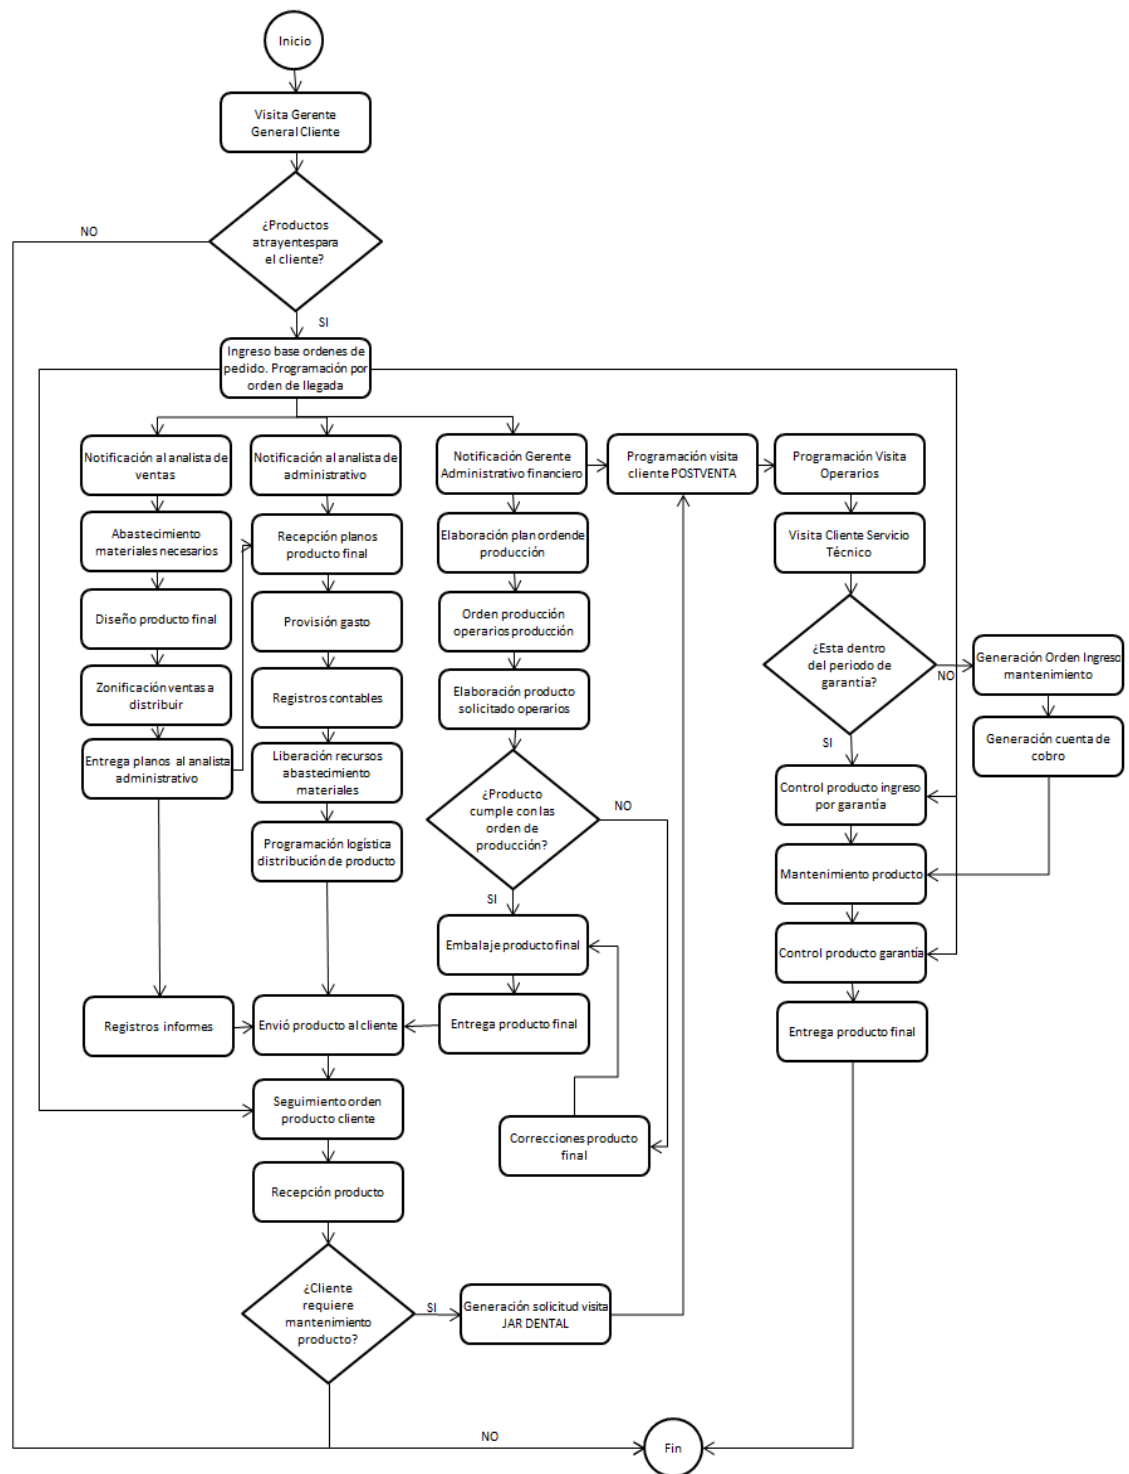 Inicio
Visita Gerente
General Cliente
¿Productos
atrayentespara
el cliente?
NO
SI
Ingreso base ordenes de
pedido. Programación por
orden de llegada
Notificación al analista de
ventas
Notificación al analista de
administrativo
Notificación Gerente
Administrativo financiero
Programación visita
cliente POSTVENTA
Programación Visita
Operarios
Abastecimiento
materiales necesarios
Recepción planos
producto final
Elaboración plan ordende
producción
Visita Cliente Servicio
Técnico
Diseño producto final
Provisión gasto
Orden producción
operarios producción
¿Esta dentro
del periodo de
garantía?
NO
SI
Generación Orden Ingreso
mantenimiento
Zonificación ventas a
distribuir
Registros contables
Elaboración producto
solicitado operarios
Generación cuenta de
cobro
Entrega planos al analista
administrativo
Liberación recursos
abastecimiento
materiales
¿Producto
cumple con las
orden de
producción?
NO
SI
Control producto ingreso
por garantía
Programación logística
distribución de producto
Mantenimiento producto
Embalaje producto final
Control producto garantía
Registros informes
Envió producto al cliente
Entrega producto final
Entrega producto final
Seguimiento orden
producto cliente
Correcciones producto
final
Recepción producto
¿Cliente
requiere
mantenimiento
producto?
SI
Generación solicitud visita
JAR DENTAL
NO
Fin